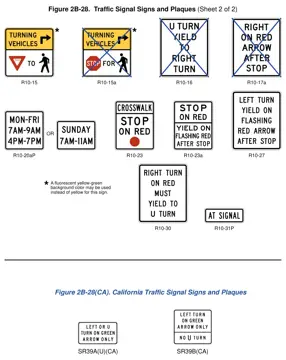 Figure 2B-28. Traffic Signal Signs and Plaques (Sheet 2 of 2)
TURNING
VEHICLES
TO
R10-15
★
TURNING
VEHICLES
STOP FOR
R10-15a
★
U TURN
YIELD
TO
RIGHT
TURN
R10-16
RIGHT
ON RED
ARROW
AFTER
STOP
R10-17a
MON-FRI
7AM-9AM
4PM-7PM
R10-20aP
OR
SUNDAY
7AM-11AM
CROSSWALK
STOP
ON RED
R10-23
STOP
ON RED
YIELD ON
FLASHING RED
AFTER STOP
R10-23a
LEFT TURN
YIELD ON
FLASHING
RED ARROW
AFTER STOP
R10-27
★ A fluorescent yellow-green
background color may be used
instead of yellow for this sign.
RIGHT TURN
ON RED
MUST
YIELD TO
U TURN
R10-30
AT SIGNAL
R10-31P
Figure 2B-28(CA). California Traffic Signal Signs and Plaques
LEFT OR U
TURN ON GREEN
ARROW ONLY
SR39A(U)(CA)
LEFT TURN
ON GREEN
ARROW ONLY
NO U TURN
SR39B(CA)